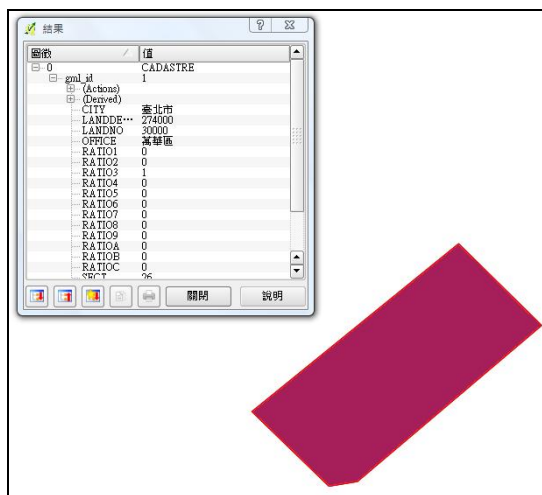 結果
圖徵 值
0 CADASTRE
gml_id 1
(Actions)
(Derived)
CITY 臺北市
LANDDE··· 274000
LANDNO 30000
OFFICE 萬華區
RATIO1 0
RATIO2 0
RATIO3 1
RATIO4 0
RATIO5 0
RATIO6 0
RATIO7 0
RATIO8 0
RATIO9 0
RATIOA 0
RATIOB 0
RATIOC 0
SECT 26
關閉 說明